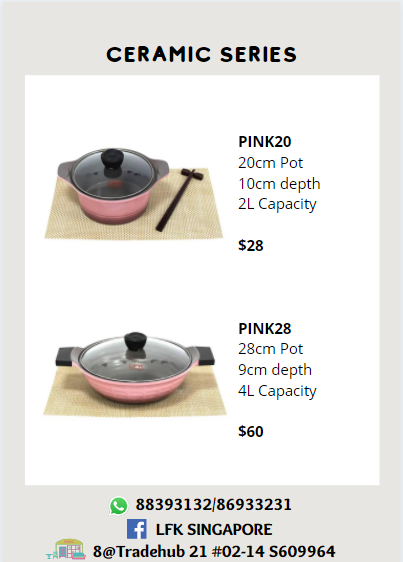 CERAMIC SERIES
PINK20
20cm Pot
10cm depth
2L Capacity
$28
PINK28
28cm Pot
9cm depth
4L Capacity
$60
88393132/86933231
LFK SINGAPORE
8@Tradehub 21 #02-14 S609964